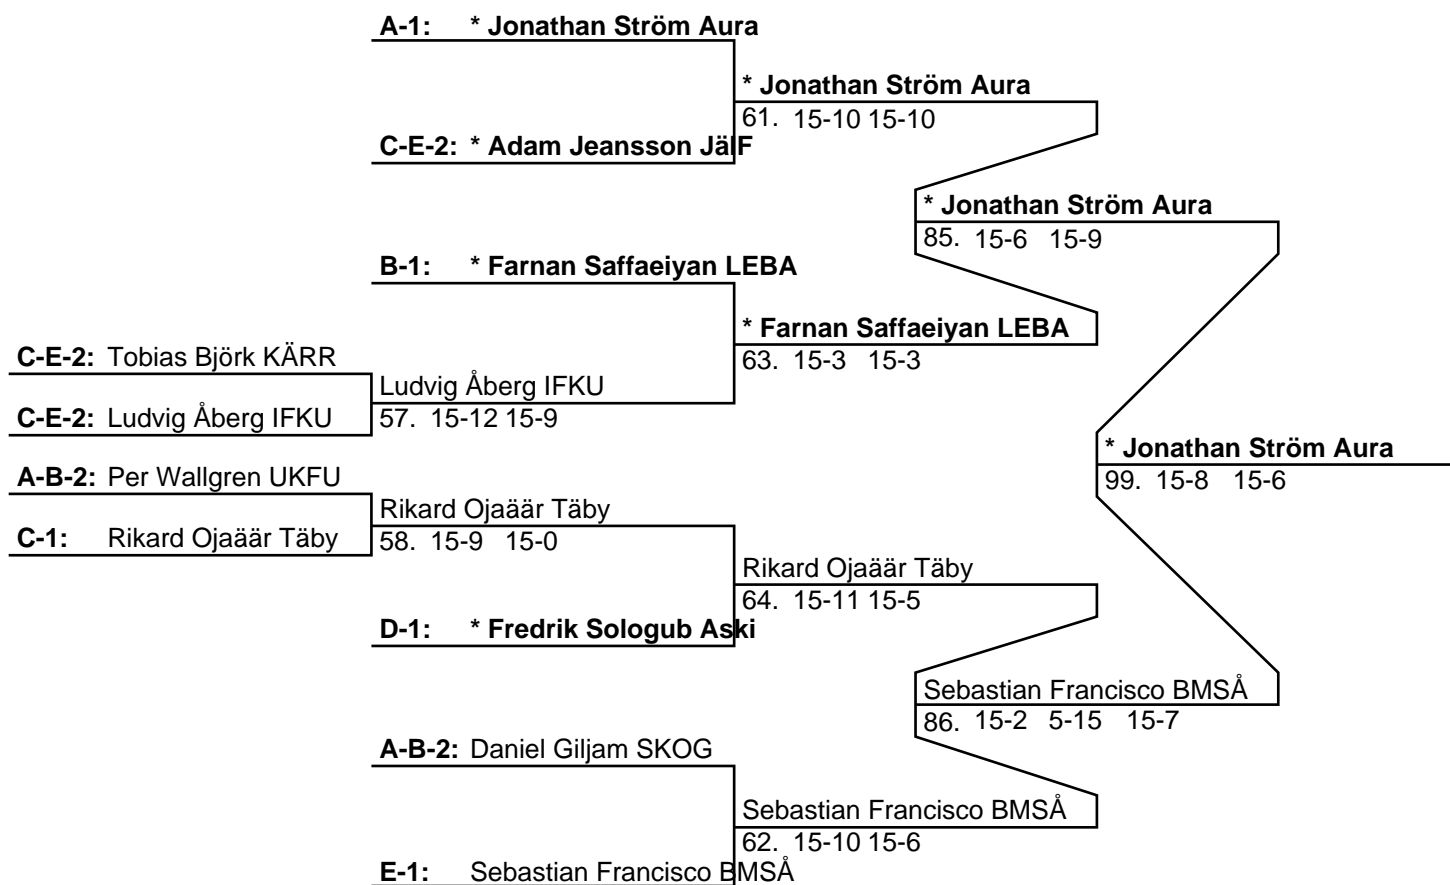 A-1: * Jonathan Ström Aura
* Jonathan Ström Aura
61. 15-10 15-10
C-E-2: * Adam Jeansson JälF
* Jonathan Ström Aura
85. 15-6 15-9
B-1: * Farnan Saffaeiyan LEBA
* Farnan Saffaeiyan LEBA
63. 15-3 15-3
C-E-2: Tobias Björk KÄRR
Ludvig Åberg IFKU
57. 15-12 15-9
C-E-2: Ludvig Åberg IFKU
* Jonathan Ström Aura
99. 15-8 15-6
A-B-2: Per Wallgren UKFU
Rikard Ojaäär Täby
58. 15-9 15-0
C-1: Rikard Ojaäär Täby
Rikard Ojaäär Täby
64. 15-11 15-5
D-1: * Fredrik Sologub Aski
Sebastian Francisco BMSÅ
86. 15-2 5-15 15-7
A-B-2: Daniel Giljam SKOG
Sebastian Francisco BMSÅ
62. 15-10 15-6
E-1: Sebastian Francisco BMSÅ